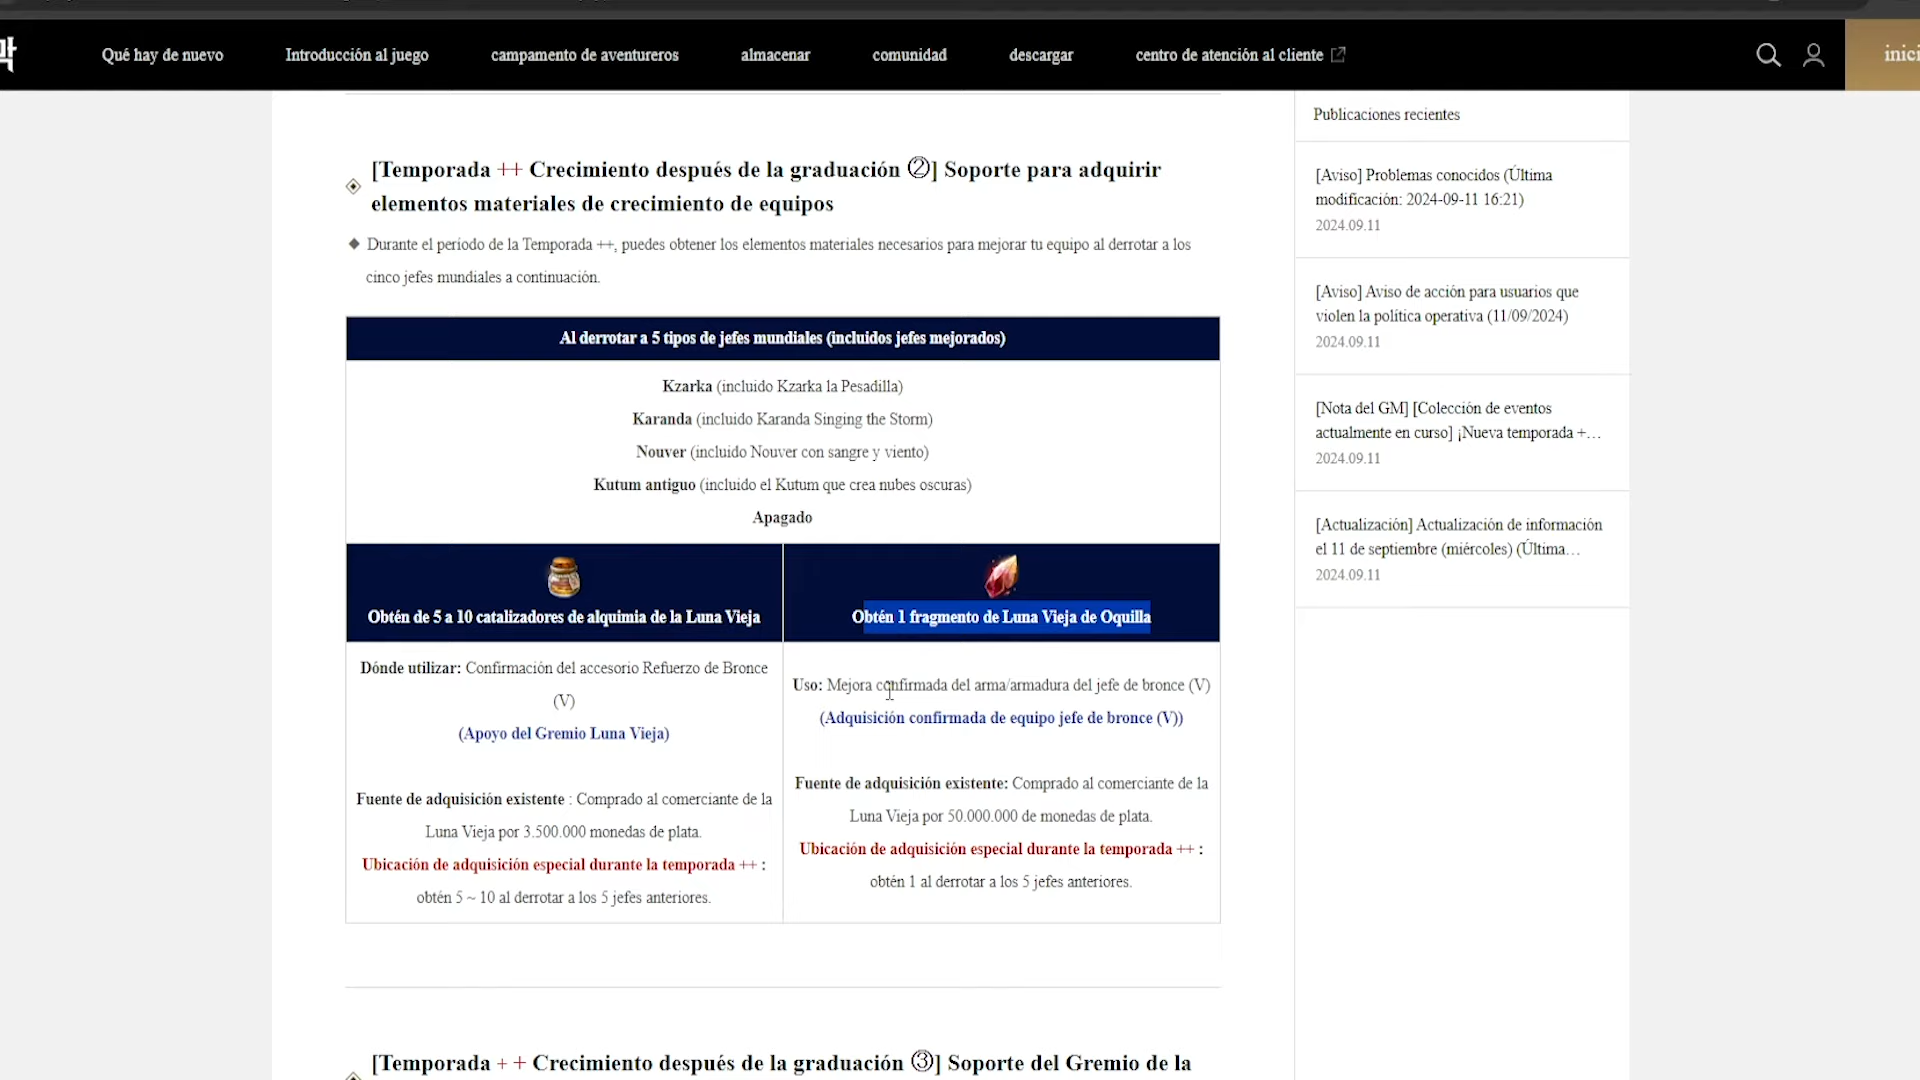 막
Qué hay de nuevo
Introducción al juego
campamento de aventureros
almacenar
comunidad
descargar
centro de atención al cliente
inici
[Temporada ++ Crecimiento después de la graduación ②] Soporte para adquirir
elementos materiales de crecimiento de equipos
Durante el período de la Temporada ++, puedes obtener los elementos materiales necesarios para mejorar tu equipo al derrotar a los
cinco jefes mundiales a continuación.
Al derrotar a 5 tipos de jefes mundiales (incluidos jefes mejorados)
Kzarka (incluido Kzarka la Pesadilla)
Karanda (incluido Karanda Singing the Storm)
Nouver (incluido Nouver con sangre y viento)
Kutum antiguo (incluido el Kutum que crea nubes oscuras)
Apagado
Obtén de 5 a 10 catalizadores de alquimia de la Luna Vieja
Dónde utilizar: Confirmación del accesorio Refuerzo de Bronce
(V)
(Apoyo del Gremio Luna Vieja)
Fuente de adquisición existente : Comprado al comerciante de la
Luna Vieja por 3.500.000 monedas de plata.
Ubicación de adquisición especial durante la temporada ++ :
obtén 5 ~ 10 al derrotar a los 5 jefes anteriores.
Obtén 1 fragmento de Luna Vieja de Oquilla
Uso: Mejora confirmada del arma/armadura del jefe de bronce (V)
(Adquisición confirmada de equipo jefe de bronce (V))
Fuente de adquisición existente: Comprado al comerciante de la
Luna Vieja por 50.000.000 de monedas de plata.
Ubicación de adquisición especial durante la temporada ++ :
obtén 1 al derrotar a los 5 jefes anteriores.
[Temporada + + Crecimiento después de la graduación ③] Soporte del Gremio de la
Publicaciones recientes
[Aviso] Problemas conocidos (Última
modificación: 2024-09-11 16:21)
2024.09.11
[Aviso] Aviso de acción para usuarios que
violen la política operativa (11/09/2024)
2024.09.11
[Nota del GM] [Colección de eventos
actualmente en curso] ¡Nueva temporada +…
2024.09.11
[Actualización] Actualización de información
el 11 de septiembre (miércoles) (Última…
2024.09.11